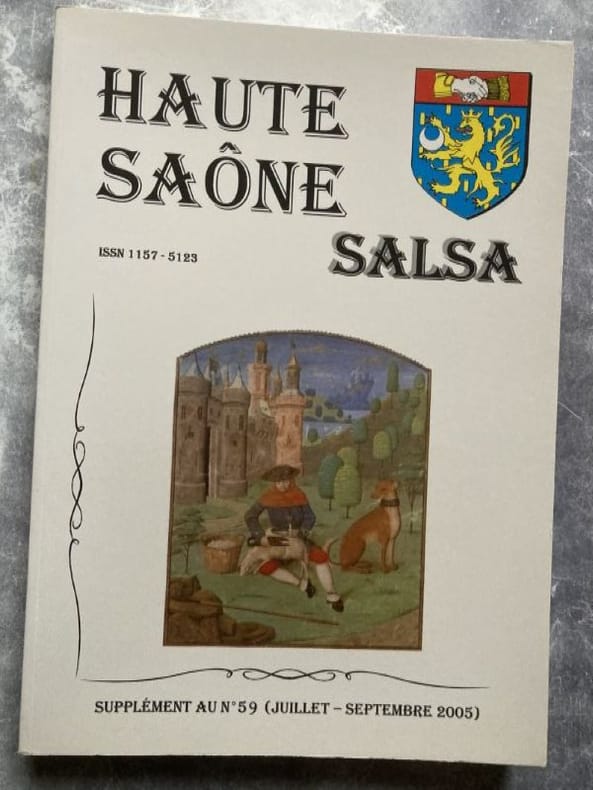 HAUTE
SAÔNE
SALSA
ISSN 1157 - 5123
SUPPLÉMENT AU N°59 (JUILLET – SEPTEMBRE 2005)